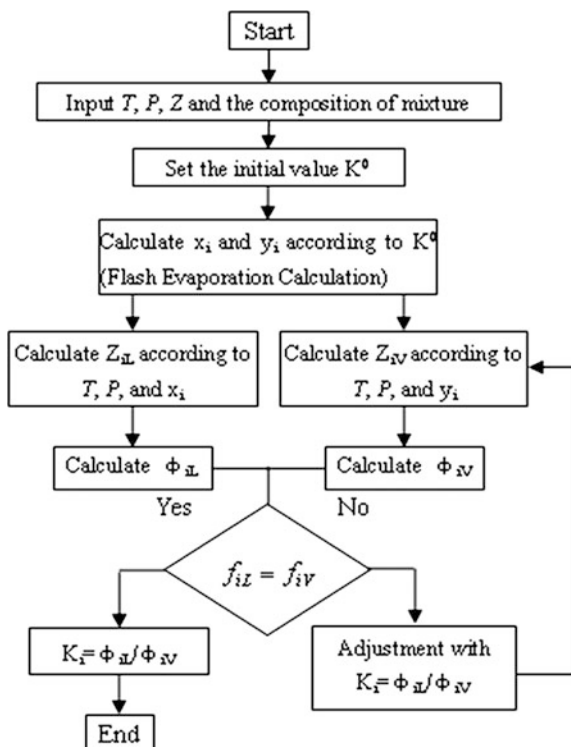 Start
Input T, P, Z and the composition of mixture
Set the initial value K⁰
Calculate xᵢ and yᵢ according to K⁰
(Flash Evaporation Calculation)
Calculate Z_iL according to
T, P, and xᵢ
Calculate Z_iV according to
T, P, and yᵢ
Calculate ϕ_iL
Calculate ϕ_iV
Yes
No
f_iL = f_iV
Kᵢ=ϕ_iL/ϕ_iV
Adjustment with
Kᵢ=ϕ_iL/ϕ_iV
End